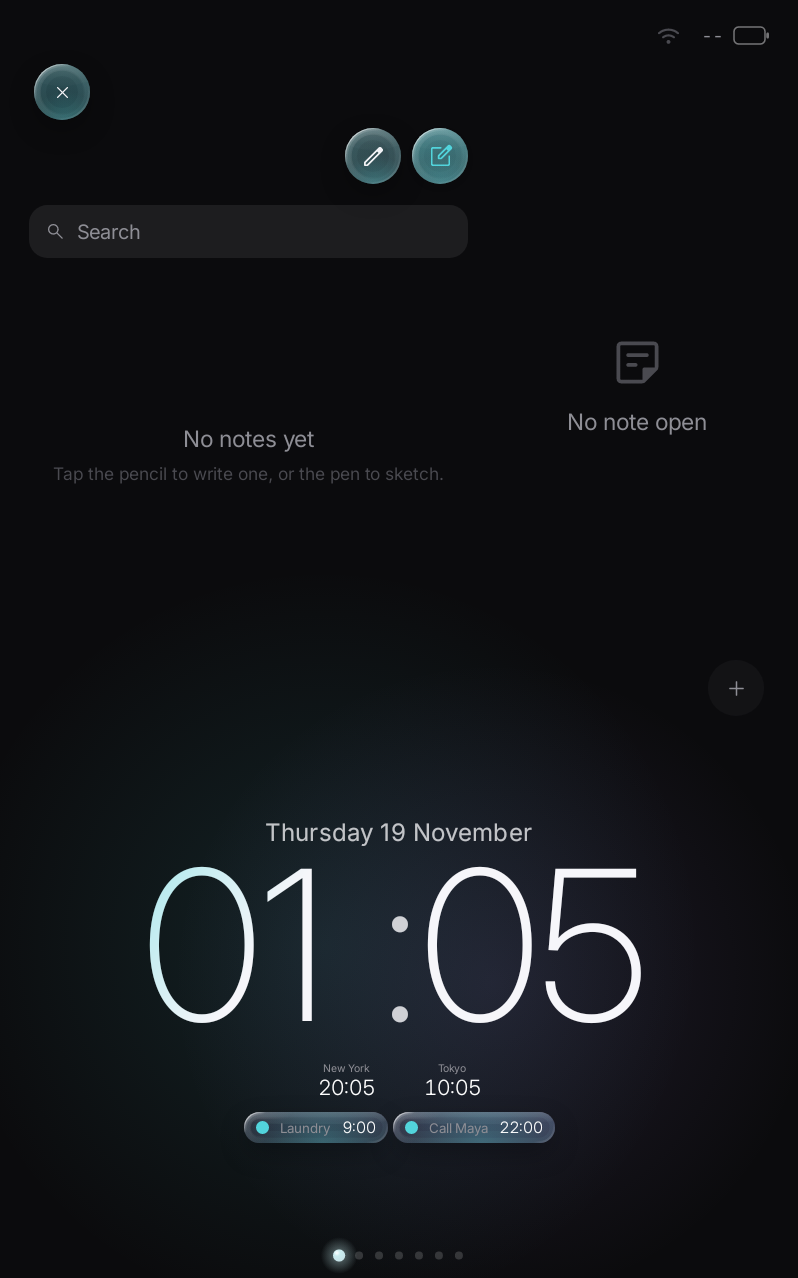 --
Search
No note open
No notes yet
Tap the pencil to write one, or the pen to sketch.
Thursday 19 November
01:05
New York
20:05
Tokyo
10:05
Laundry 9:00
Call Maya 22:00